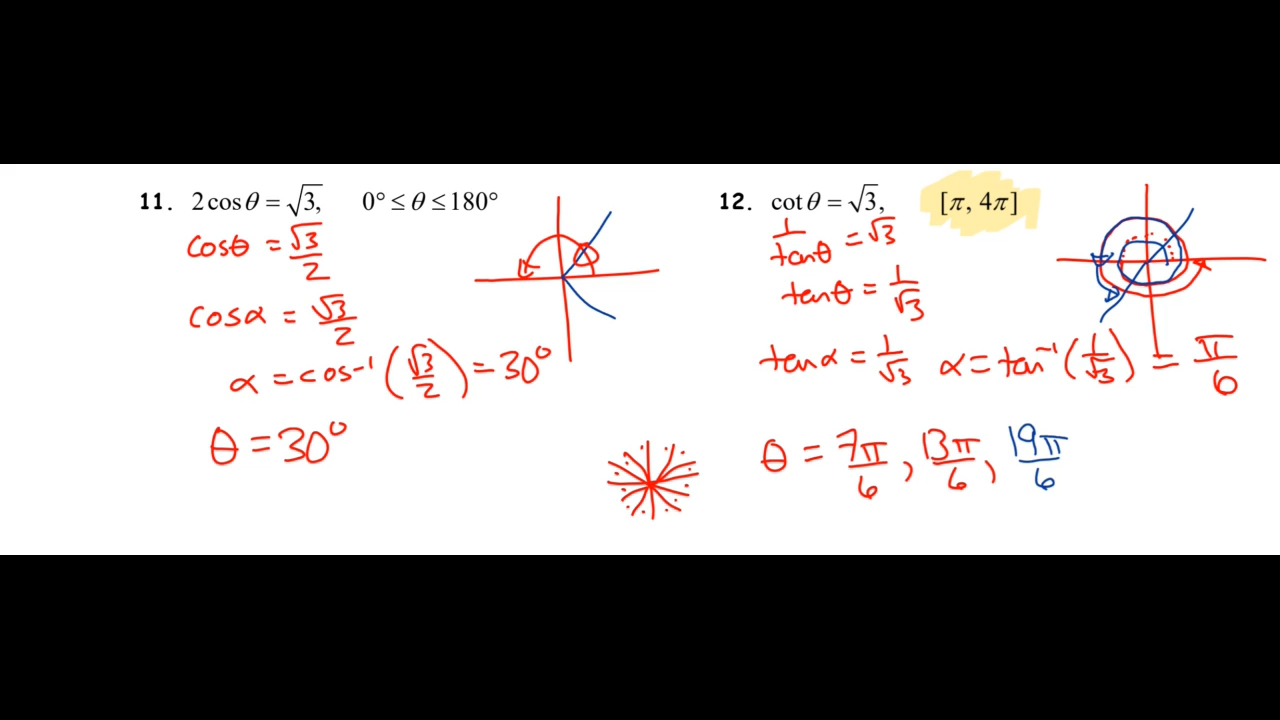 11. 2 cos θ = √3, 0° ≤ θ ≤ 180°
cosθ = √3/2
cosα = √3/2
α = cos⁻¹(√3/2) = 30°
θ = 30°
12. cot θ = √3, [π, 4π]
1/tanθ = √3
tanθ = 1/√3
tanα = 1/√3 α = tan⁻¹(1/√3) = π/6
θ = 7π/6, 13π/6, 19π/6